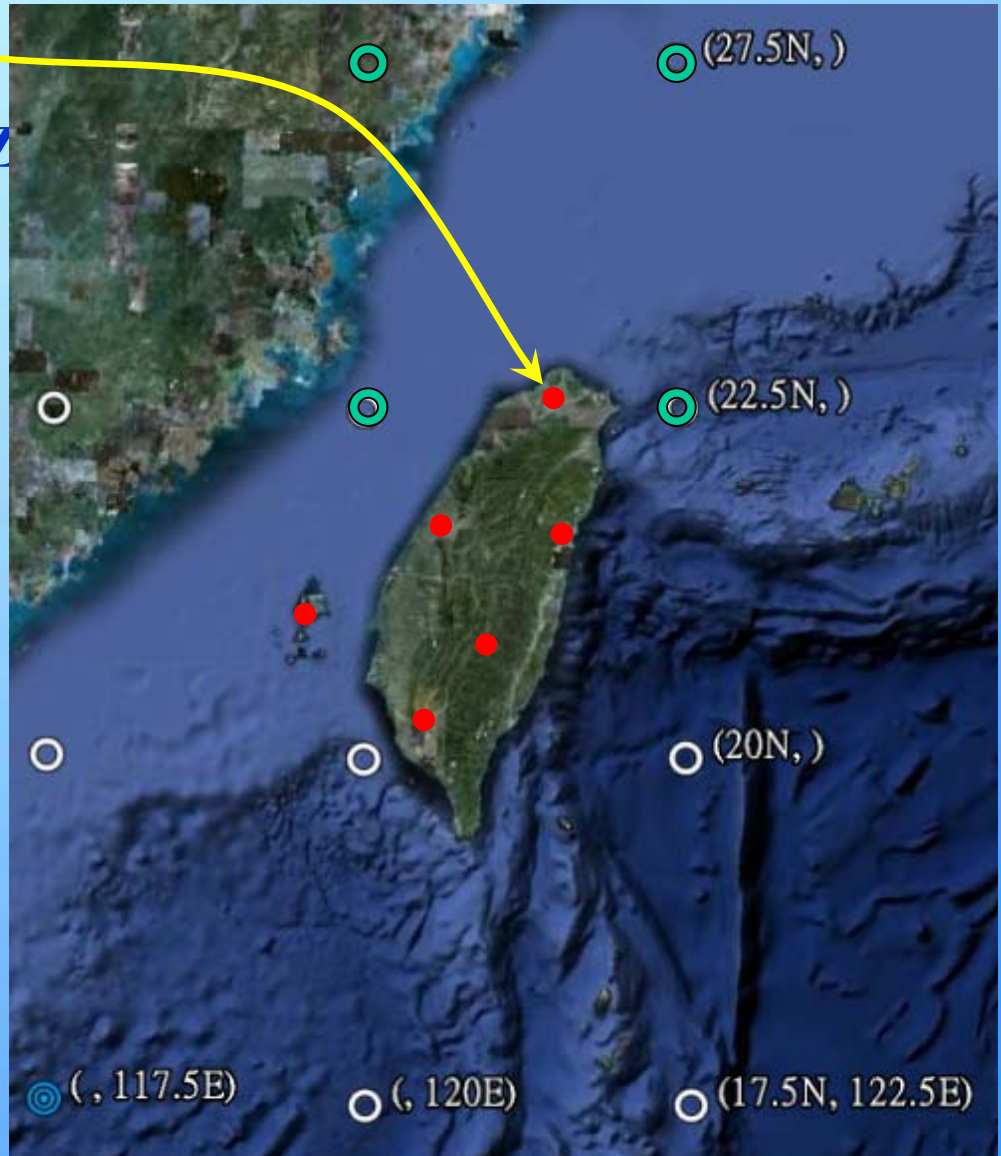 (27.5N, )
(22.5N, )
(20N, )
( , 117.5E)
(, 120E)
(17.5N, 122.5E)